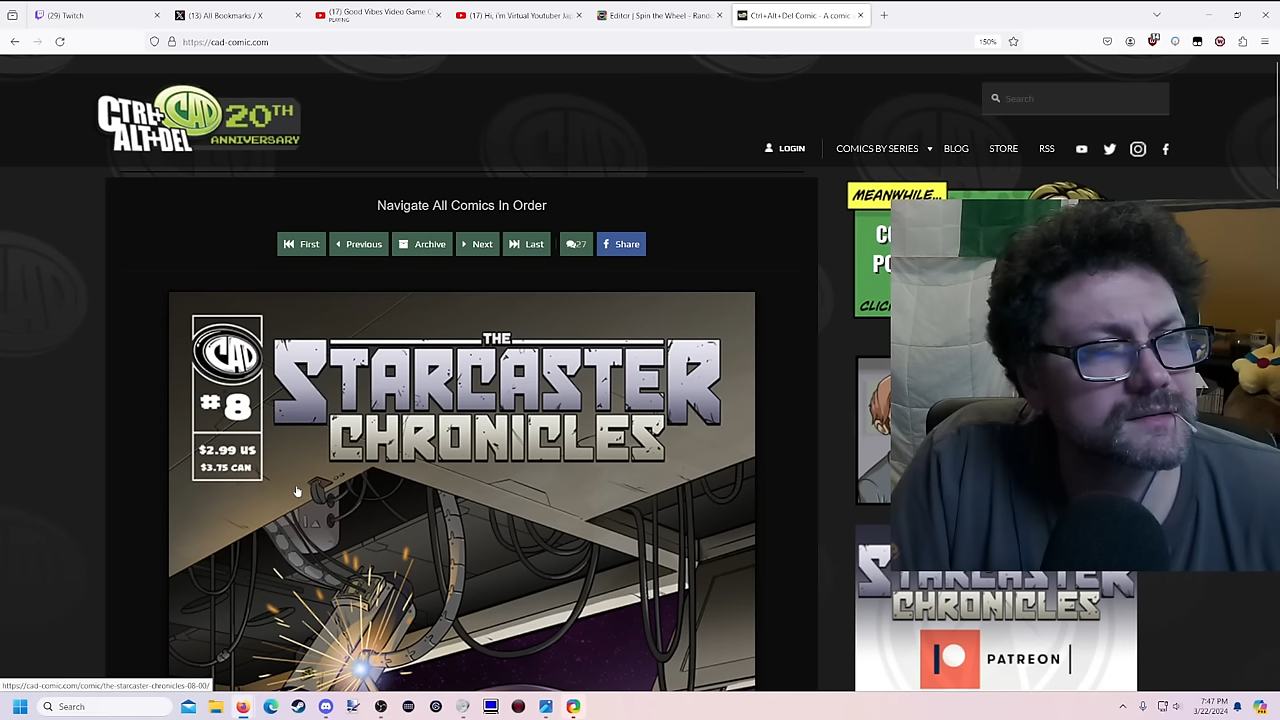 (29) Twitch
(13) All Bookmarks / X
(17) Good Vibes Video Game C
PLAYING
(17) Hi, i'm Virtual Youtuber Jap
Editor | Spin the Wheel - Rando
Ctrl+Alt+Del Comic - A comic
https://cad-comic.com
150%
14
CTRL+
ALT+DEL
CAD
20TH
ANNIVERSARY
Search
LOGIN
COMICS BY SERIES
BLOG
STORE
RSS
Navigate All Comics In Order
First
Previous
Archive
Next
Last
27
Share
MEANWHILE...
CAD
#8
$2.99 US
$3.75 CAN
THE
STARCASTER
CHRONICLES
STARCASTER
CHRONICLES
PATREON
https://cad-comic.com/comic/the-starcaster-chronicles-08-00/
Search
7:47 PM
3/22/2024